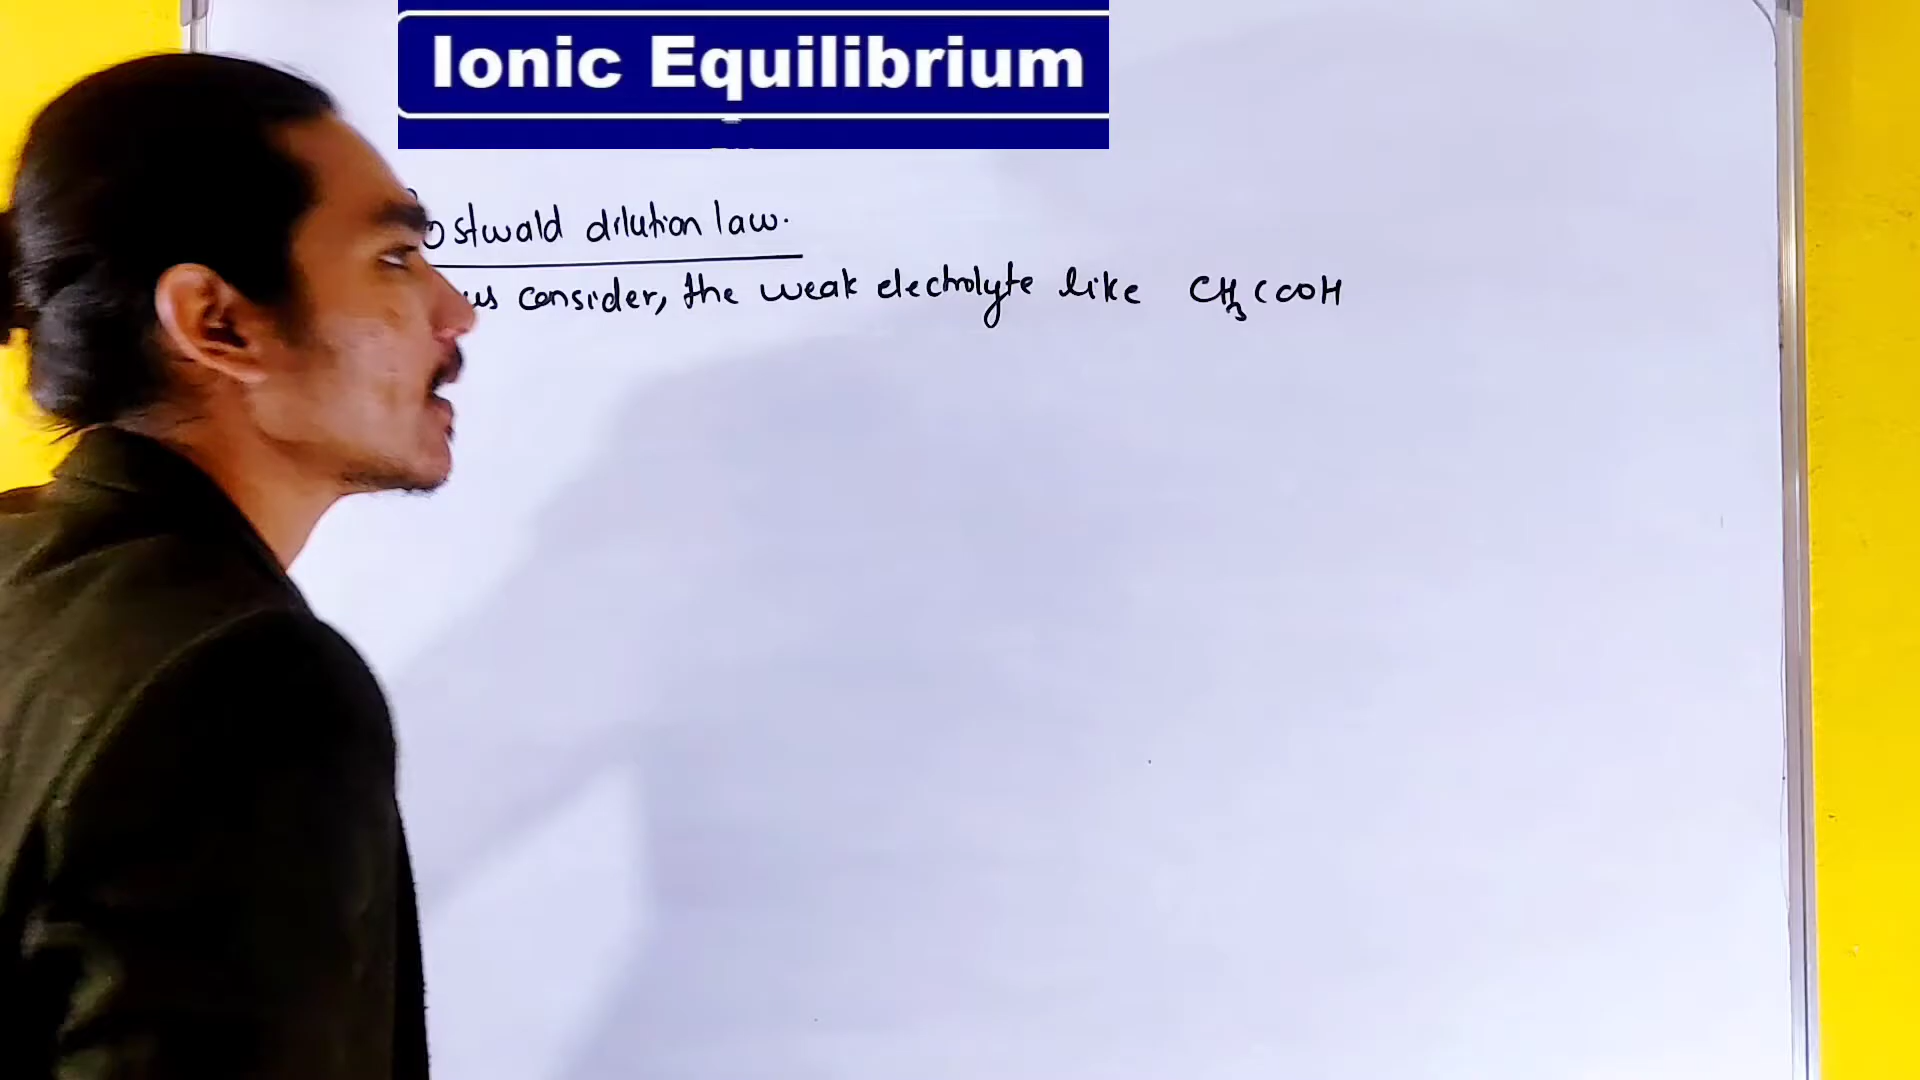 Ionic Equilibrium
Ostwald dilution law.
us consider, the weak electrolyte like CH3COOH